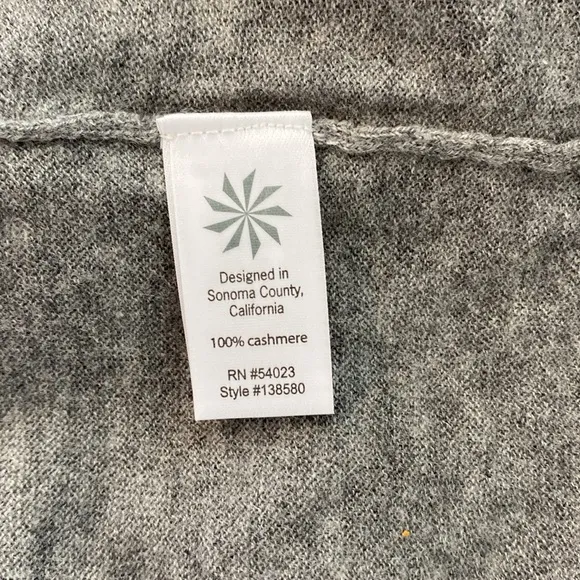 Designed in
Sonoma County,
California
100% cashmere
RN #54023
Style #138580